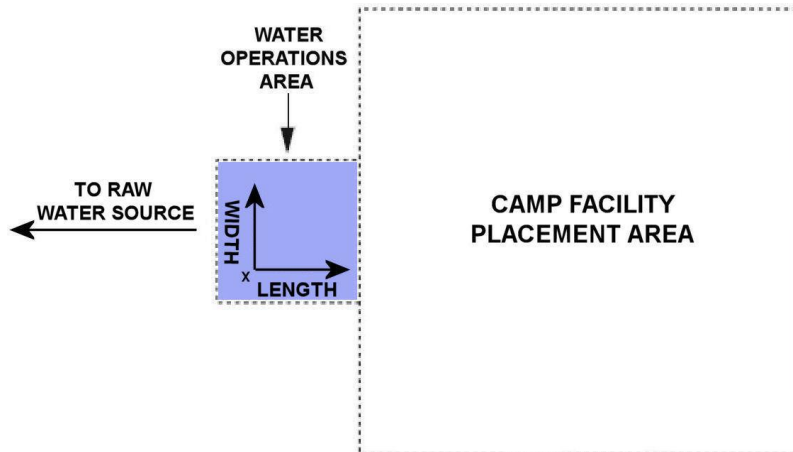 WATER
OPERATIONS
AREA
TO RAW
WATER SOURCE
WIDTH
X
LENGTH
CAMP FACILITY
PLACEMENT AREA